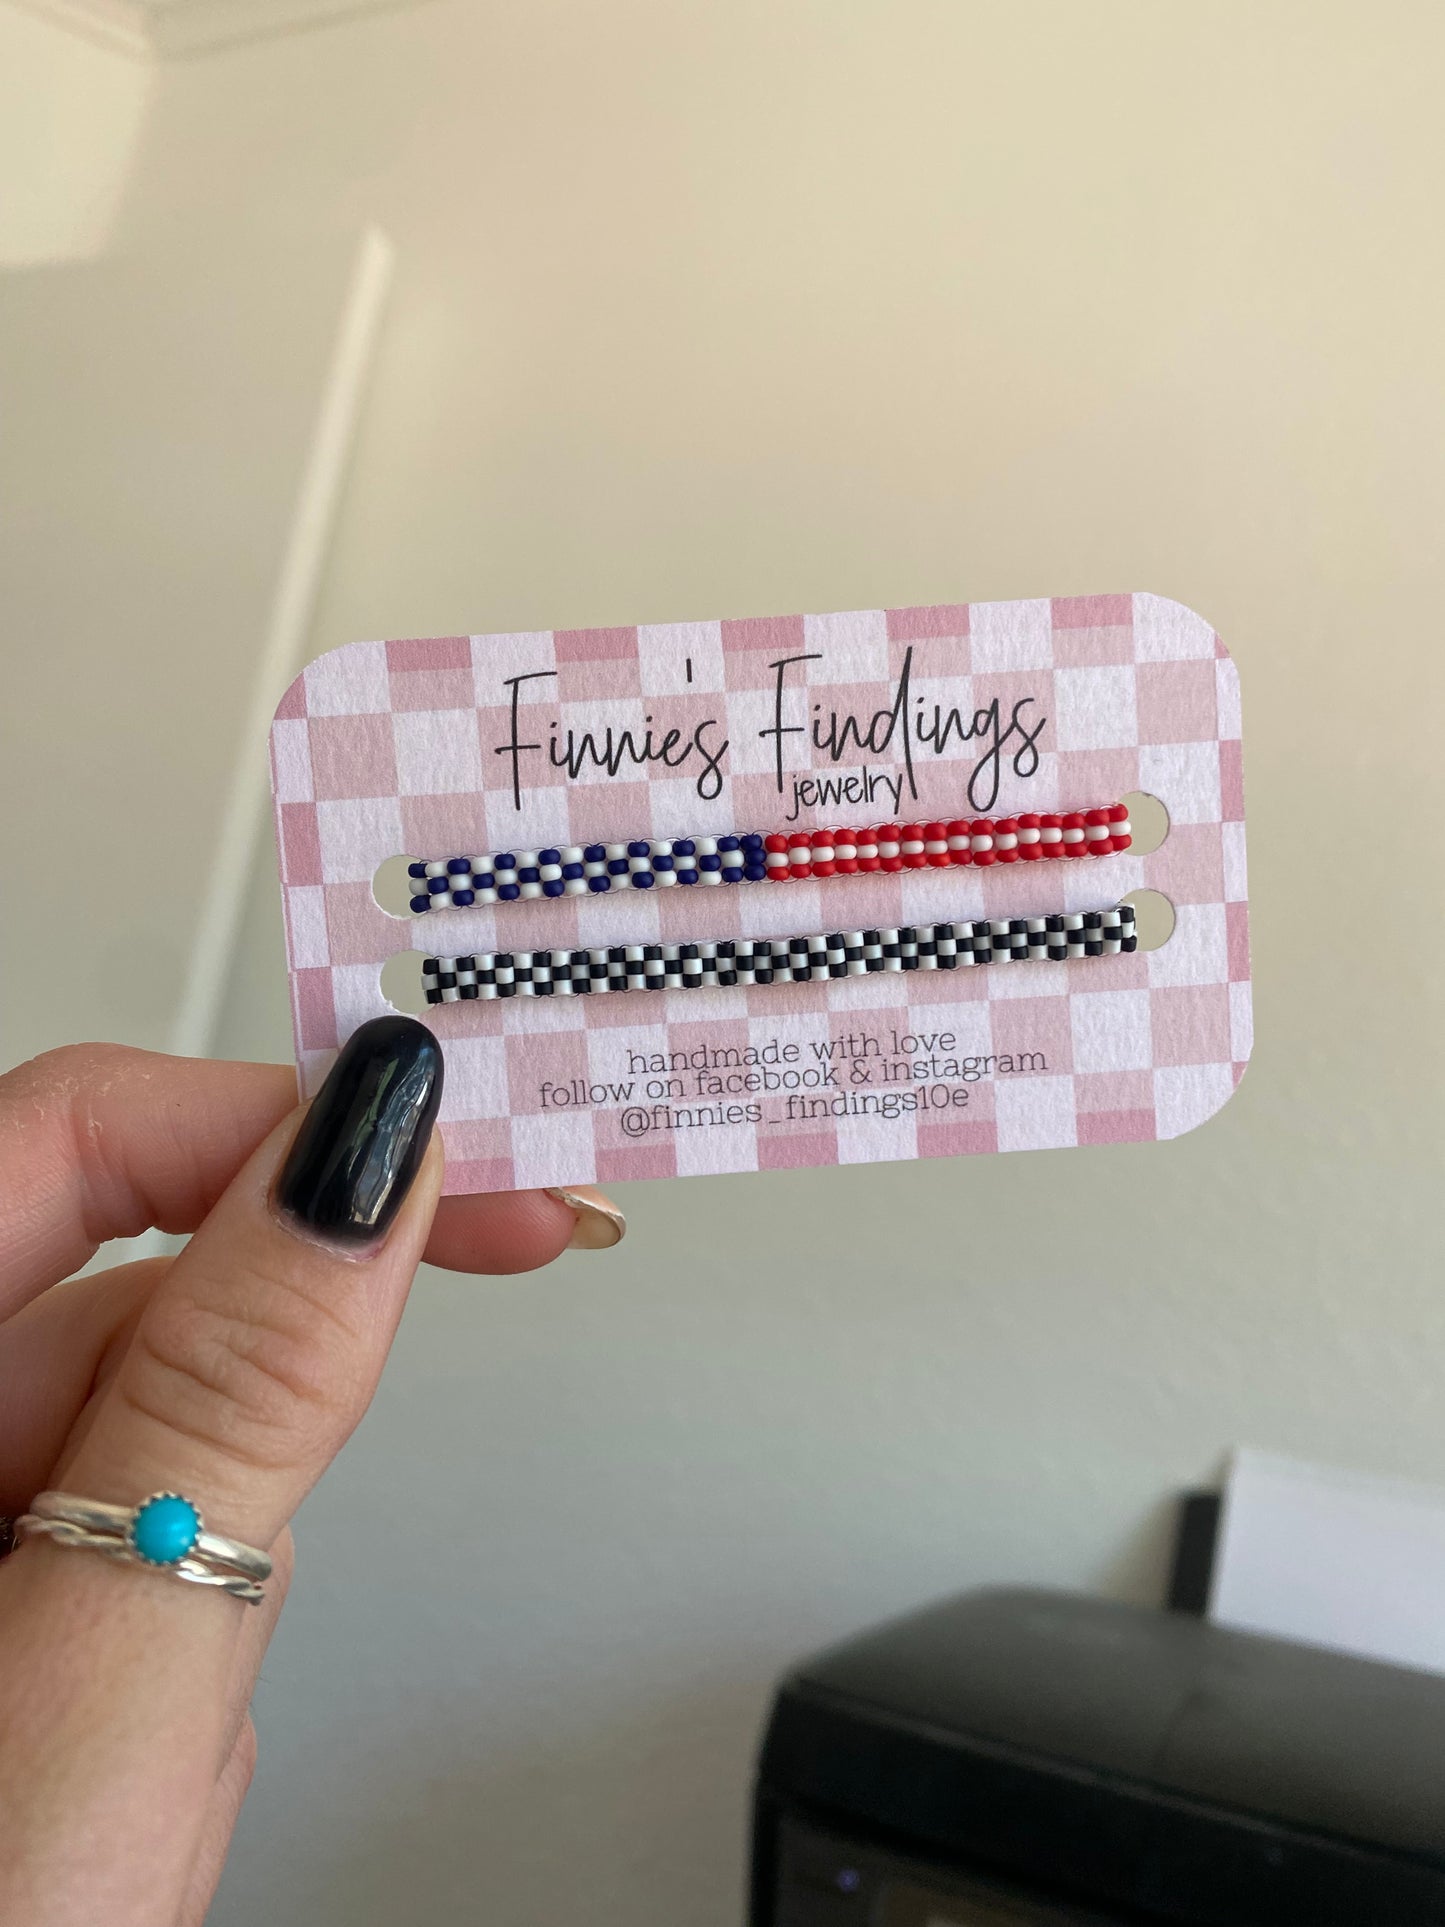 Finnie's Findings
jewelry
handmade with love
follow on facebook & instagram
@finnies_findings10e